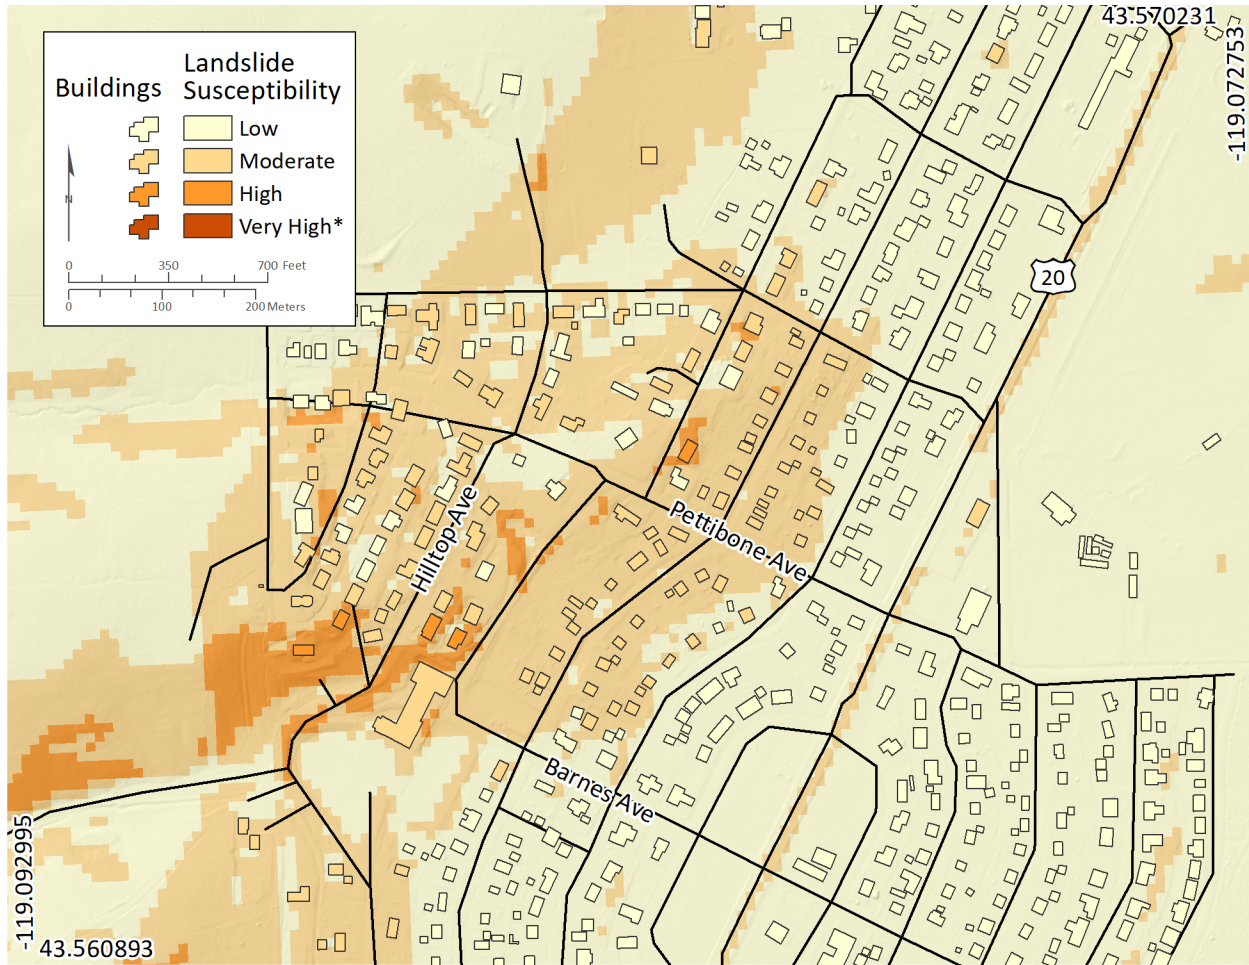 43.570231
-119.072753
Buildings
Landslide
Susceptibility
Low
Moderate
High
Very High*
N
0 350 700 Feet
0 100 200 Meters
20
Hilltop Ave
Pettibone Ave
Barnes Ave
-119.092995
43.560893